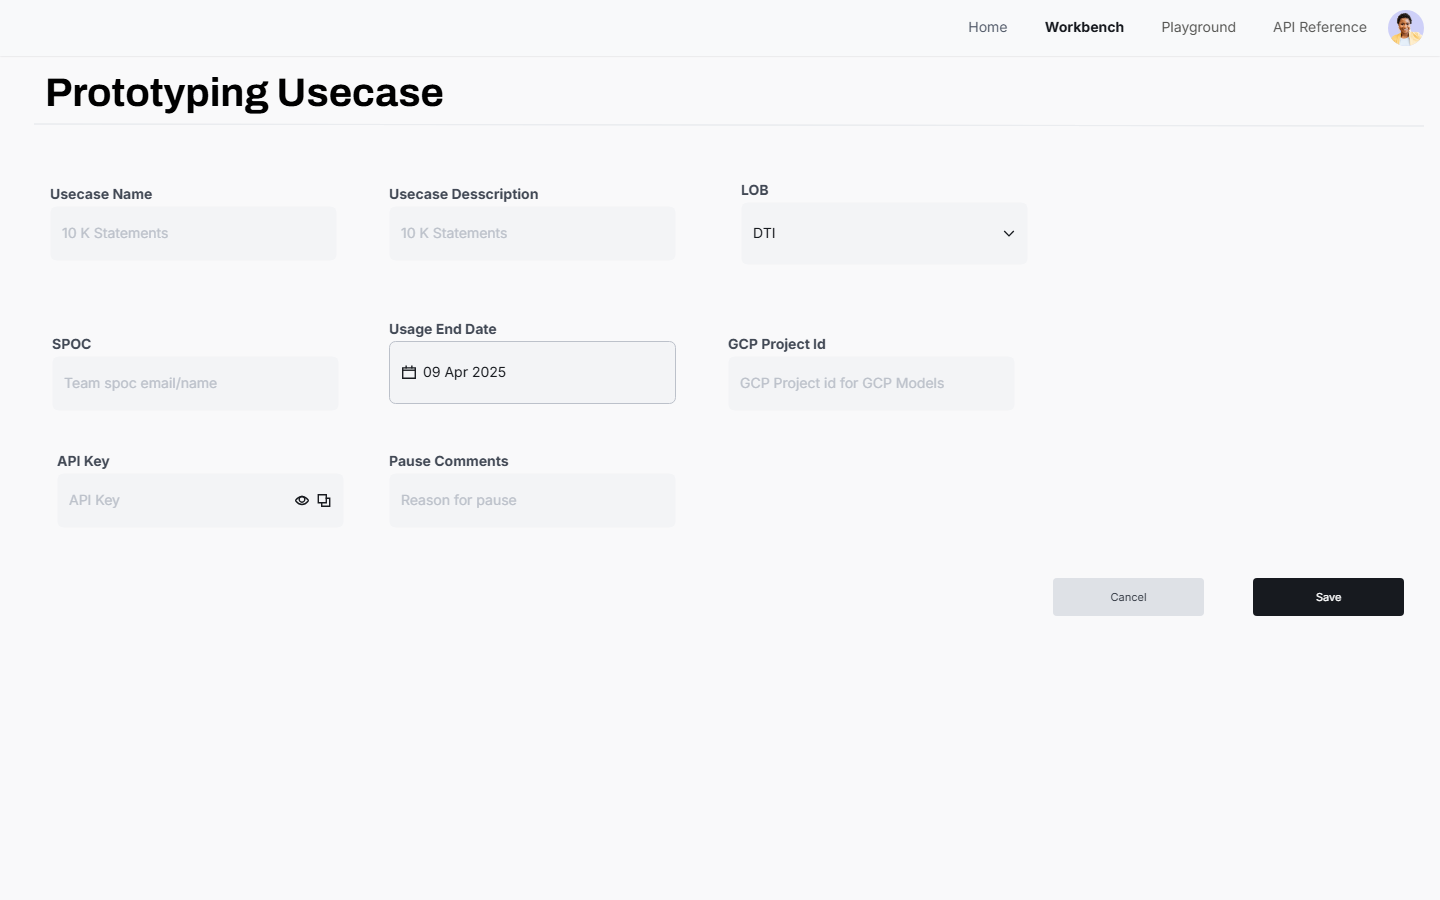 Home Workbench Playground API Reference
Prototyping Usecase
Usecase Name Usecase Desscription LOB
10 K Statements 10 K Statements DTI
SPOC Usage End Date GCP Project Id
Team spoc email/name 09 Apr 2025 GCP Project id for GCP Models
API Key Pause Comments
API Key Reason for pause
Cancel Save